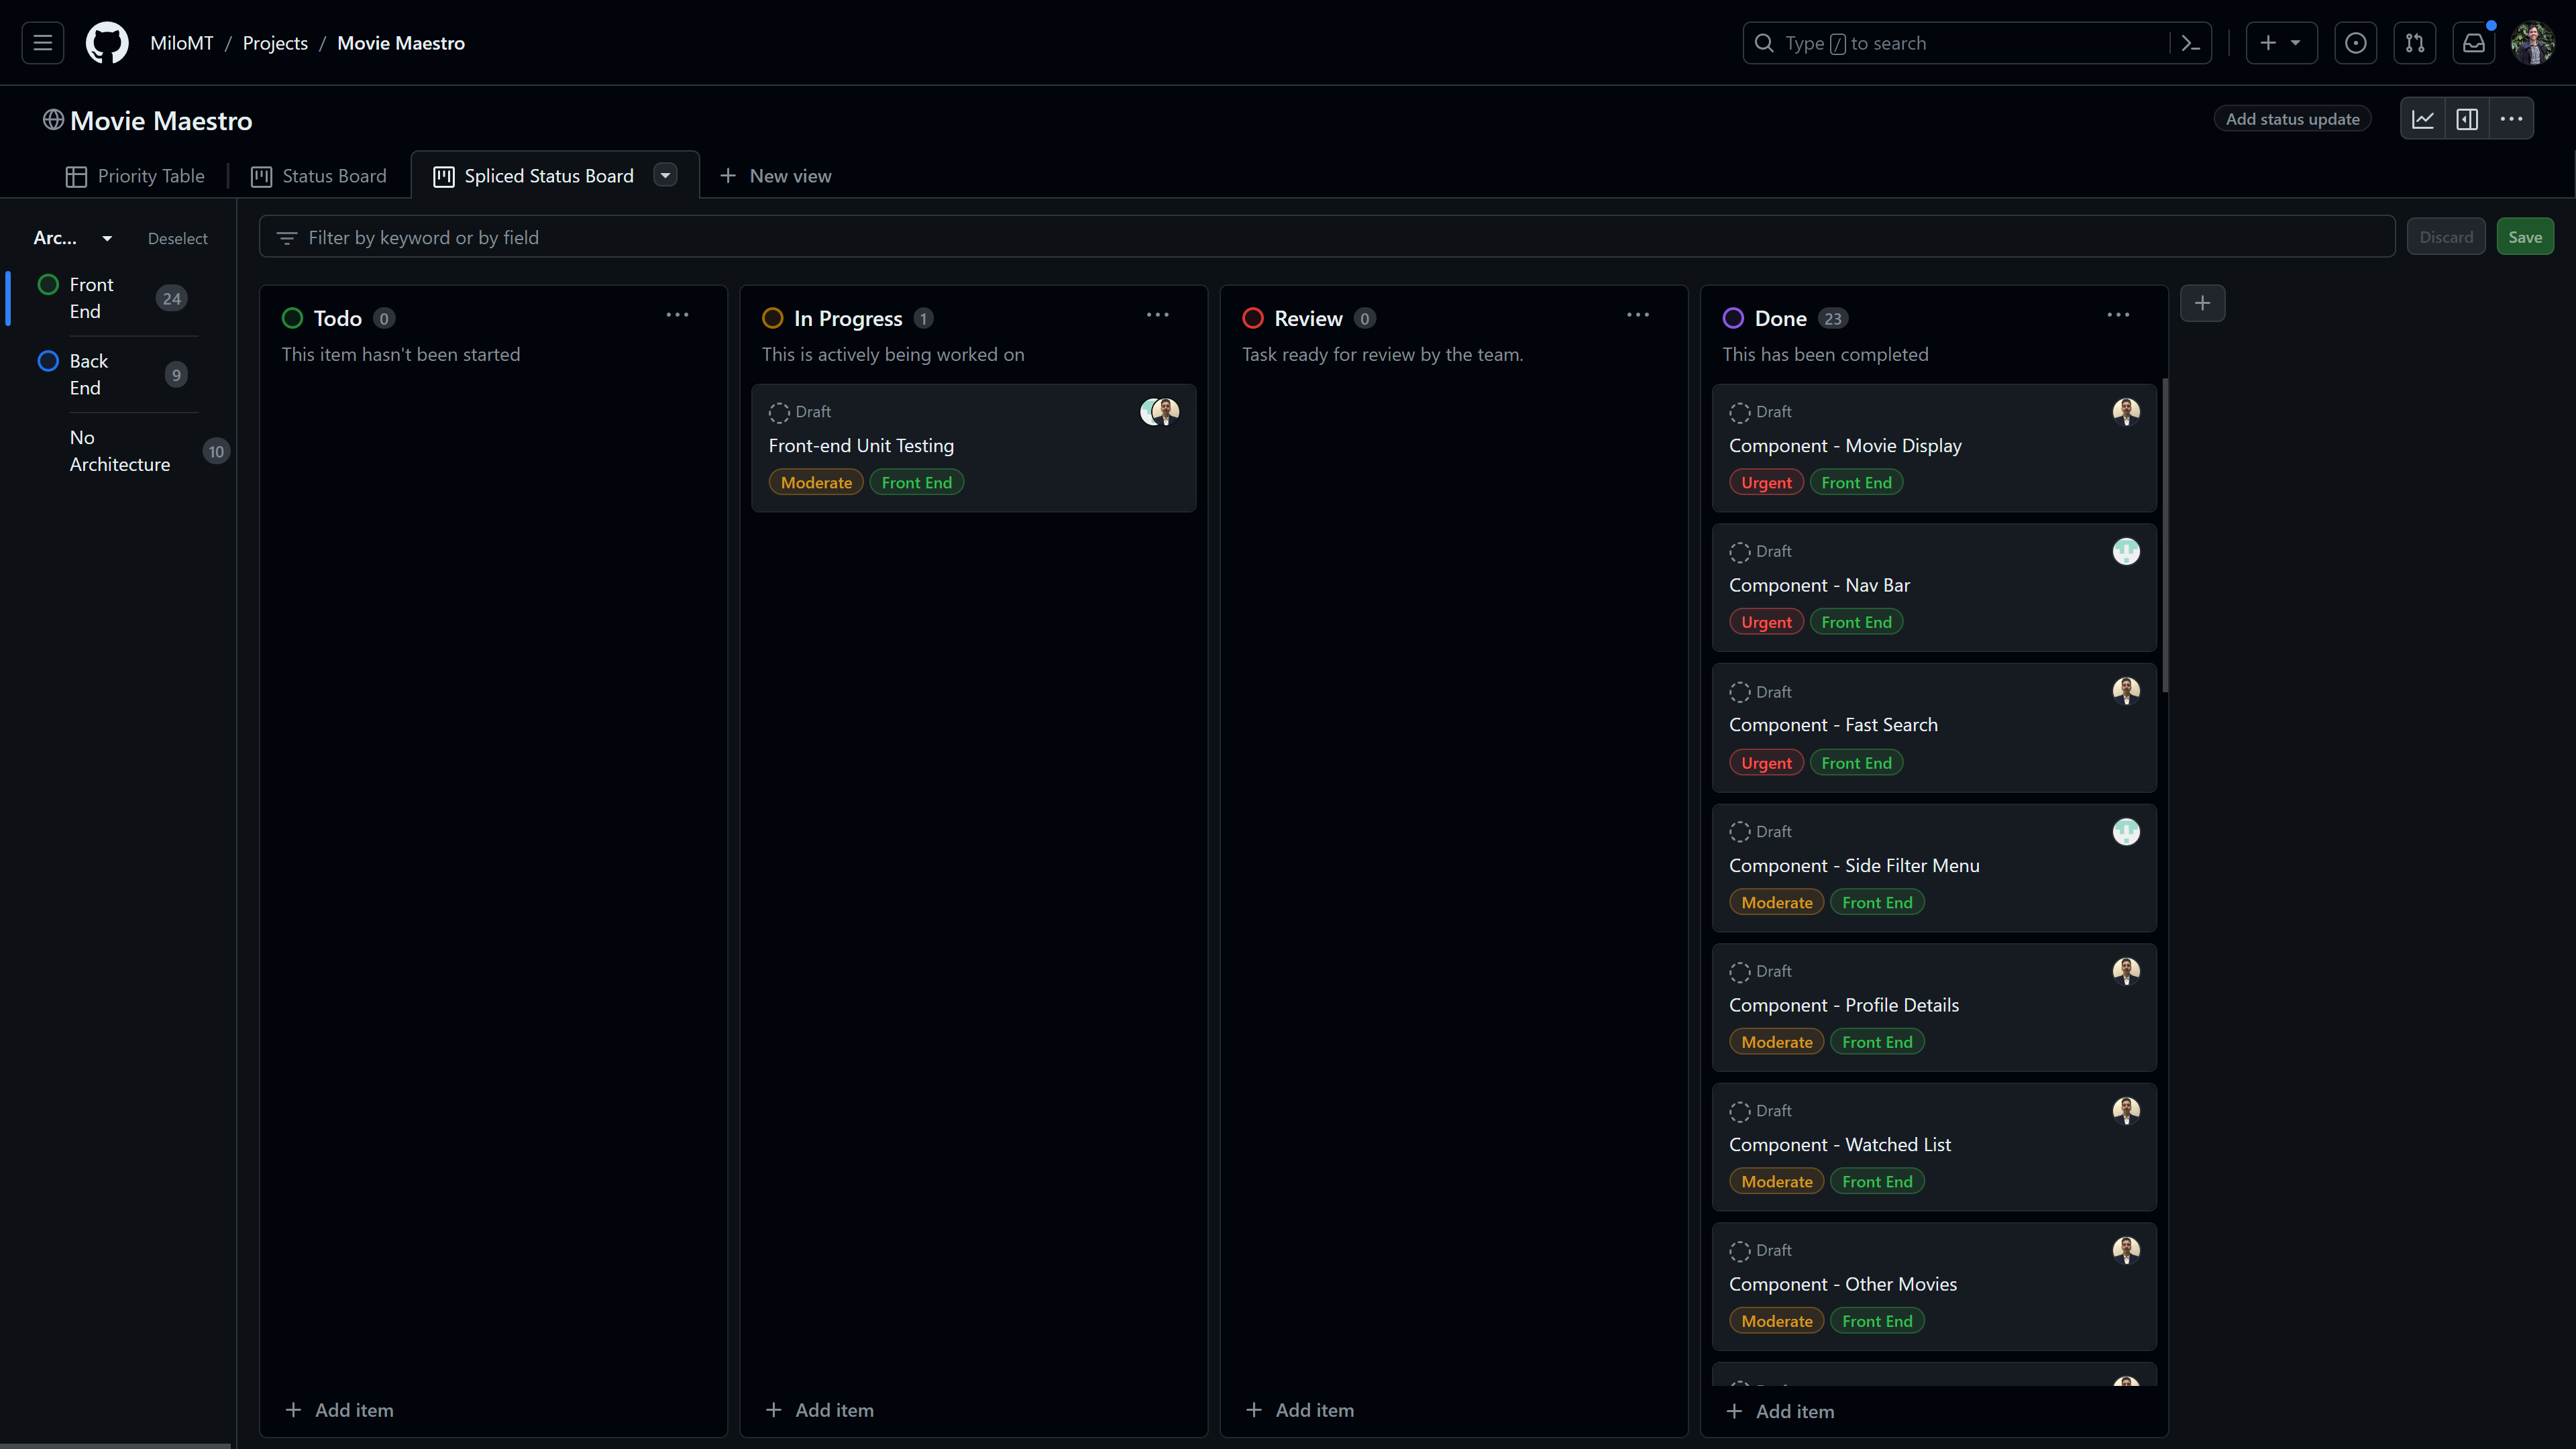 MiloMT / Projects / Movie Maestro
Type / to search
Movie Maestro
Add status update
Priority Table
Status Board
Spliced Status Board
New view
Arc...
Deselect
Filter by keyword or by field
Discard
Save
Front
End
24
Back
End
9
No
Architecture
10
Todo 0
This item hasn't been started
Add item
In Progress 1
This is actively being worked on
Draft
Front-end Unit Testing
Moderate Front End
Add item
Review 0
Task ready for review by the team.
Add item
Done 23
This has been completed
Draft
Component - Movie Display
Urgent Front End
Draft
Component - Nav Bar
Urgent Front End
Draft
Component - Fast Search
Urgent Front End
Draft
Component - Side Filter Menu
Moderate Front End
Draft
Component - Profile Details
Moderate Front End
Draft
Component - Watched List
Moderate Front End
Draft
Component - Other Movies
Moderate Front End
Add item